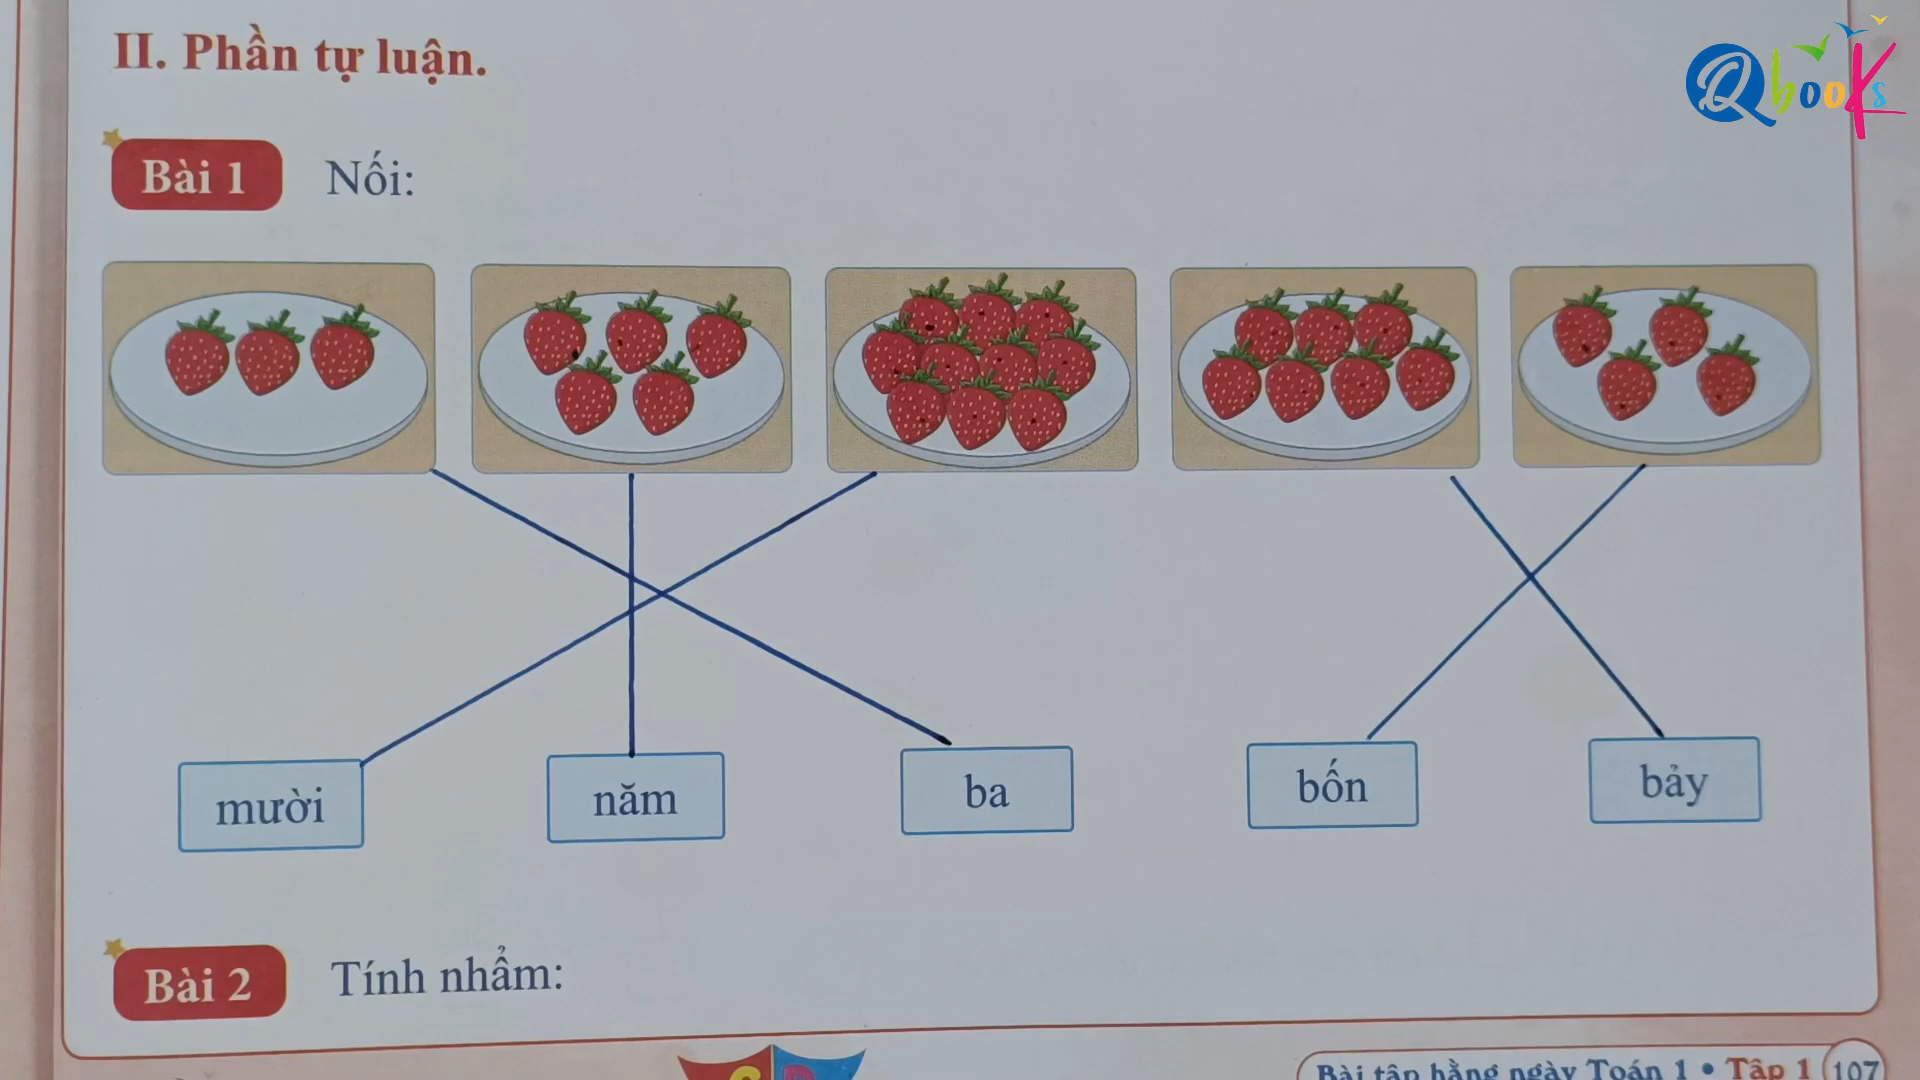 II. Phần tự luận.
Qbooks
Bài 1 Nối:
mười năm ba bốn bảy
Bài 2 Tính nhẩm:
Bài tập hằng ngày Toán 1 • Tập 1 107